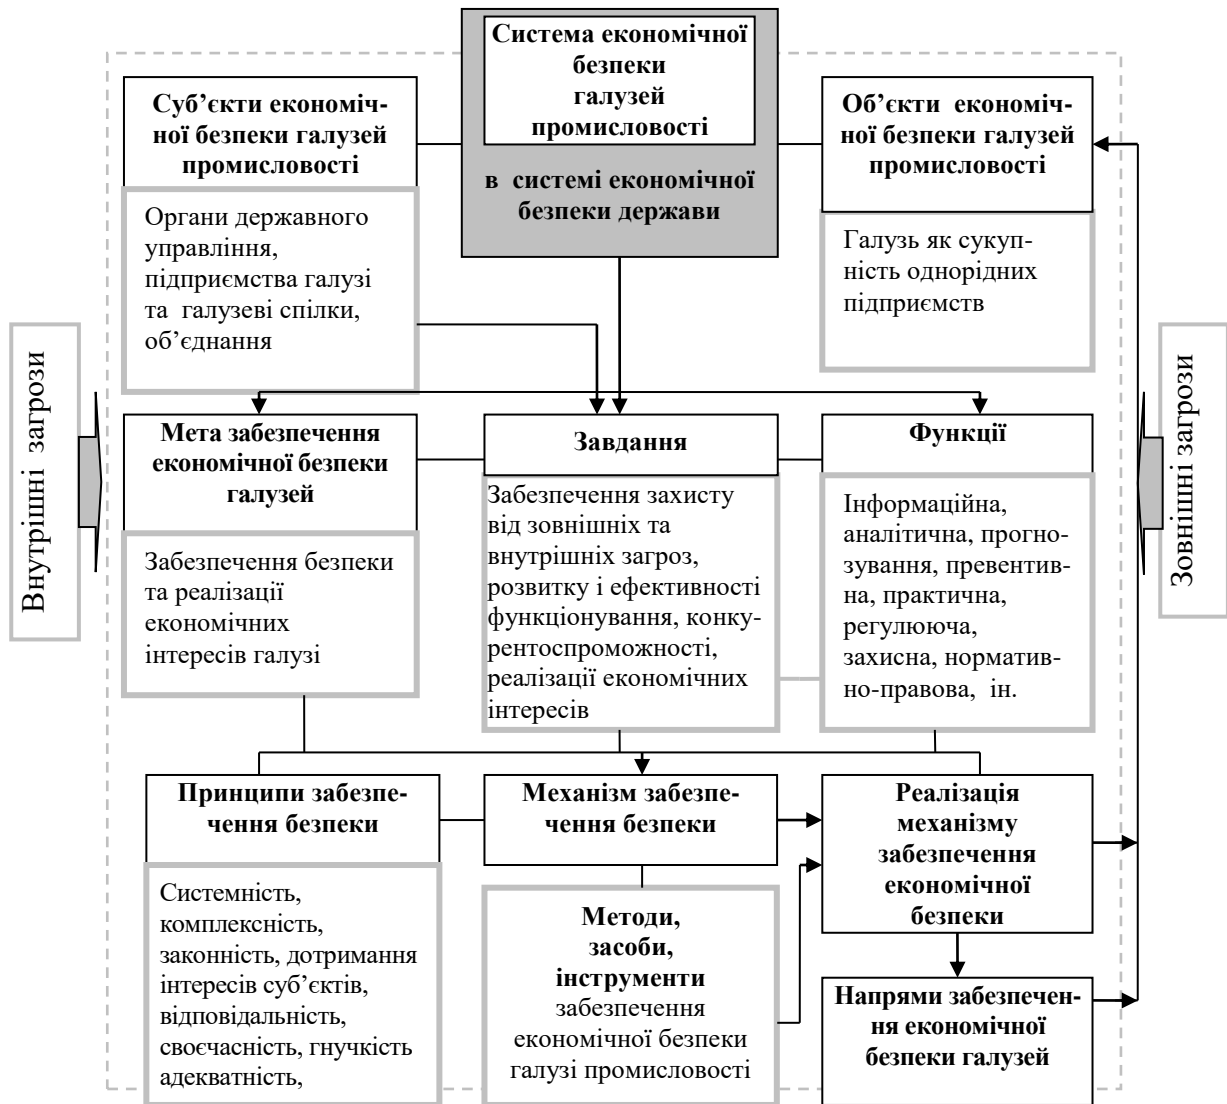 Система економічної
безпеки
галузей
промисловості
в системі економічної
безпеки держави
Суб’єкти економіч-
ної безпеки галузей
промисловості
Органи державного
управління,
підприємства галузі
та галузеві спілки,
об’єднання
Об’єкти економіч-
ної безпеки галузей
промисловості
Галузь як сукуп-
ність однорідних
підприємств
Внутрішні загрози
Зовнішні загрози
Мета забезпечення
економічної безпеки
галузей
Забезпечення безпеки
та реалізації
економічних
інтересів галузі
Завдання
Забезпечення захисту
від зовнішніх та
внутрішніх загроз,
розвитку і ефективності
функціонування, конку-
рентоспроможності,
реалізації економічних
інтересів
Функції
Інформаційна,
аналітична, прогно-
зування, превентив-
на, практична,
регулююча,
захисна, норматив-
но-правова, ін.
Принципи забезпе-
чення безпеки
Системність,
комплексність,
законність, дотримання
інтересів суб’єктів,
відповідальність,
своєчасність, гнучкість
адекватність,
Механізм забезпе-
чення безпеки
Методи,
засоби,
інструменти
забезпечення
економічної безпеки
галузі промисловості
Реалізація
механізму
забезпечення
економічної
безпеки
Напрями забезпечен-
ня економічної
безпеки галузей